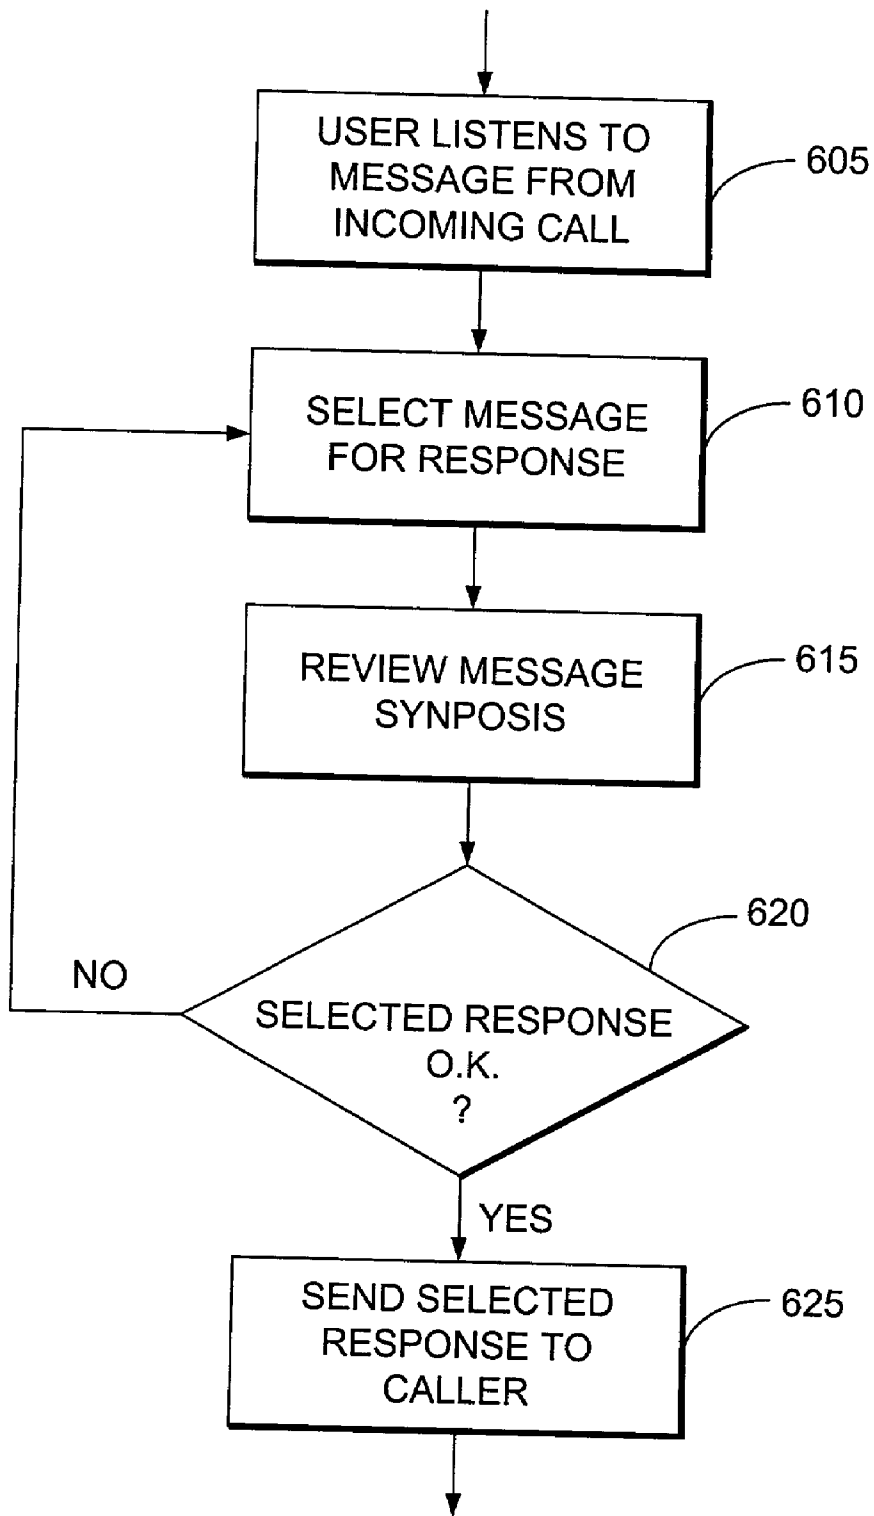 USER LISTENS TO
MESSAGE FROM
INCOMING CALL
605
SELECT MESSAGE
FOR RESPONSE
610
REVIEW MESSAGE
SYNPOSIS
615
620
NO
SELECTED RESPONSE
O.K.
?
YES
SEND SELECTED
RESPONSE TO
CALLER
625